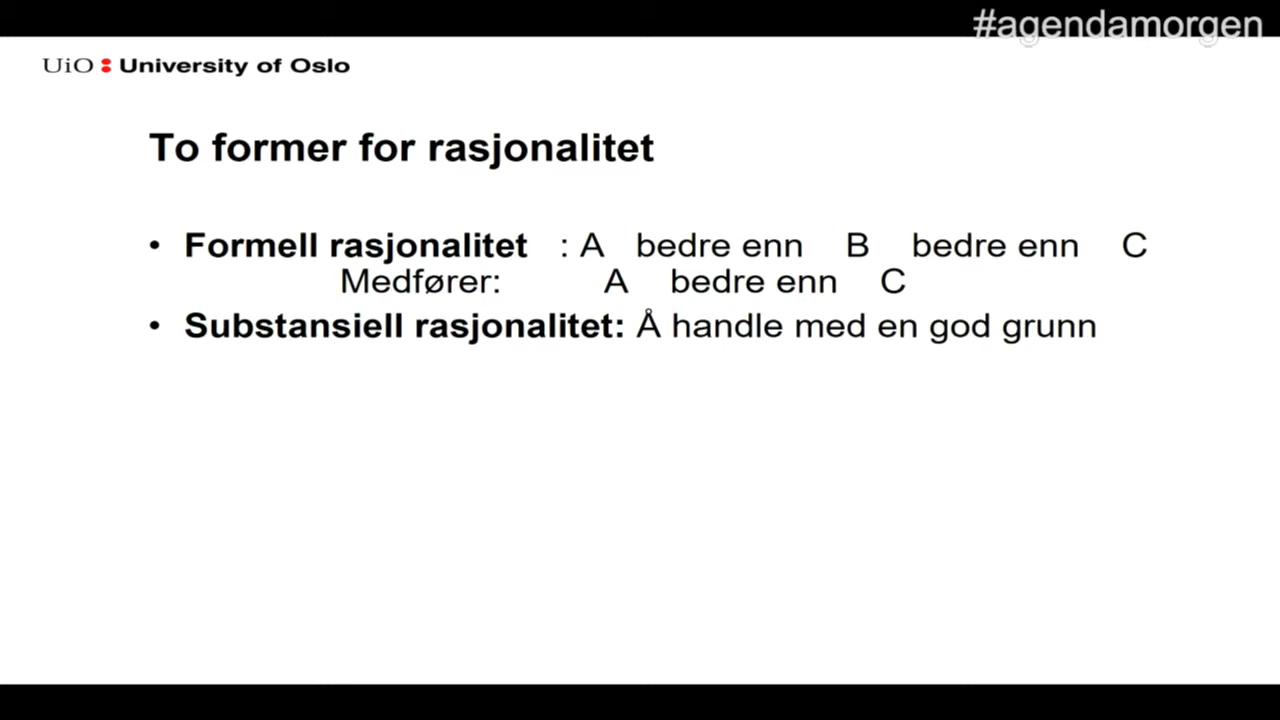 #agendamorgen
UiO : University of Oslo
To former for rasjonalitet
• Formell rasjonalitet : A bedre enn B bedre enn C
Medfører: A bedre enn C
• Substansiell rasjonalitet: Å handle med en god grunn